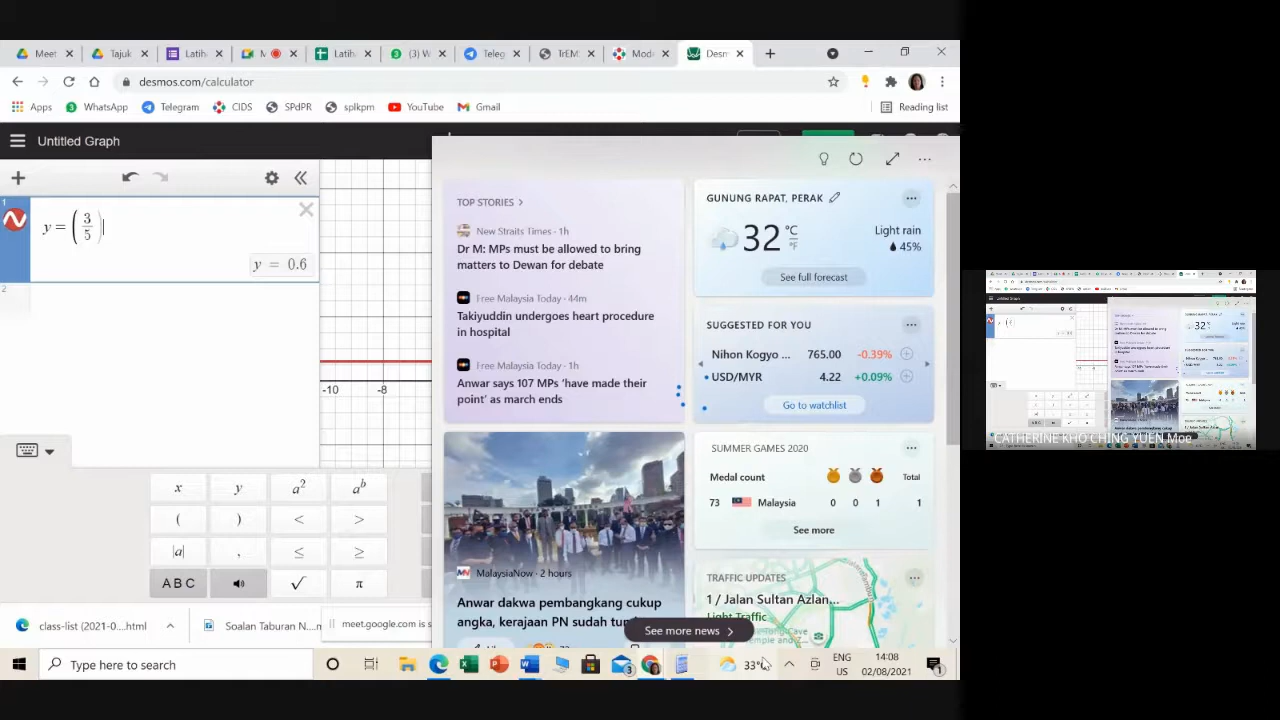 Meet
Tajuk
Latiha
M
Latiha
(3) W
Teleg
TrEM
Mode
Desm
desmos.com/calculator
Apps
WhatsApp
Telegram
CIDS
SPdPR
splkpm
YouTube
Gmail
Reading list
Untitled Graph
1
y = (3/5)
y = 0.6
2
-10
-8
x
y
a²
aᵇ
(
)
<
>
|a|
,
≤
≥
A B C
√
π
TOP STORIES >
New Straits Times · 1h
Dr M: MPs must be allowed to bring
matters to Dewan for debate
Free Malaysia Today · 44m
Takiyuddin undergoes heart procedure
in hospital
Free Malaysia Today · 1h
Anwar says 107 MPs 'have made their
point' as march ends
MalaysiaNow · 2 hours
Anwar dakwa pembangkang cukup
angka, kerajaan PN sudah
See more news >
GUNUNG RAPAT, PERAK
32 °C
°F
Light rain
45%
See full forecast
SUGGESTED FOR YOU
Nihon Kogyo ... 765.00 -0.39%
USD/MYR 4.22 +0.09%
Go to watchlist
SUMMER GAMES 2020
Medal count Total
73 Malaysia 0 0 1 1
See more
TRAFFIC UPDATES
1 / Jalan Sultan Azlan...
Light Traffic
class-list (2021-0....html
Soalan Taburan N....m
meet.google.com is s
Type here to search
33°C
ENG
US
14:08
02/08/2021
CATHERINE KHO CHING YUEN Moe